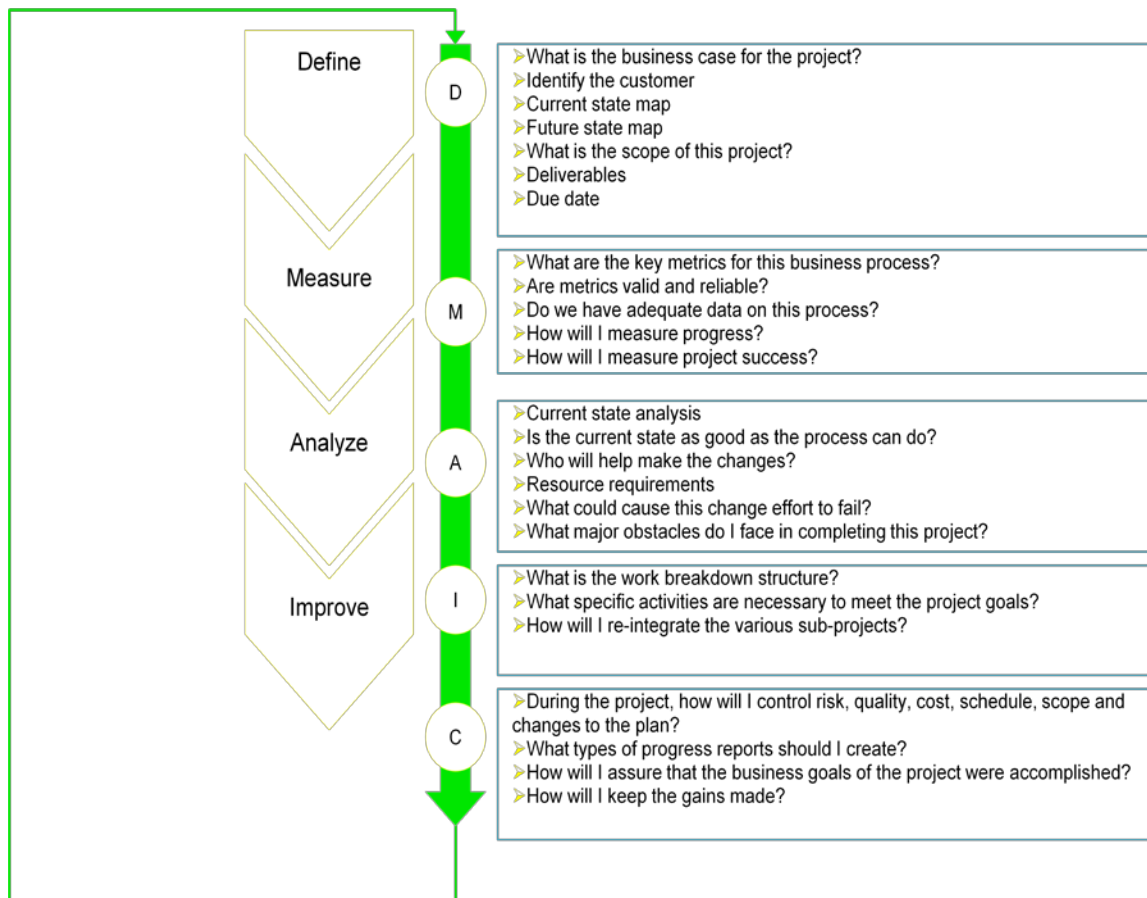 Define
D
➢What is the business case for the project?
➢Identify the customer
➢Current state map
➢Future state map
➢What is the scope of this project?
➢Deliverables
➢Due date
Measure
M
➢What are the key metrics for this business process?
➢Are metrics valid and reliable?
➢Do we have adequate data on this process?
➢How will I measure progress?
➢How will I measure project success?
Analyze
A
➢Current state analysis
➢Is the current state as good as the process can do?
➢Who will help make the changes?
➢Resource requirements
➢What could cause this change effort to fail?
➢What major obstacles do I face in completing this project?
Improve
I
➢What is the work breakdown structure?
➢What specific activities are necessary to meet the project goals?
➢How will I re-integrate the various sub-projects?
C
➢During the project, how will I control risk, quality, cost, schedule, scope and
changes to the plan?
➢What types of progress reports should I create?
➢How will I assure that the business goals of the project were accomplished?
➢How will I keep the gains made?